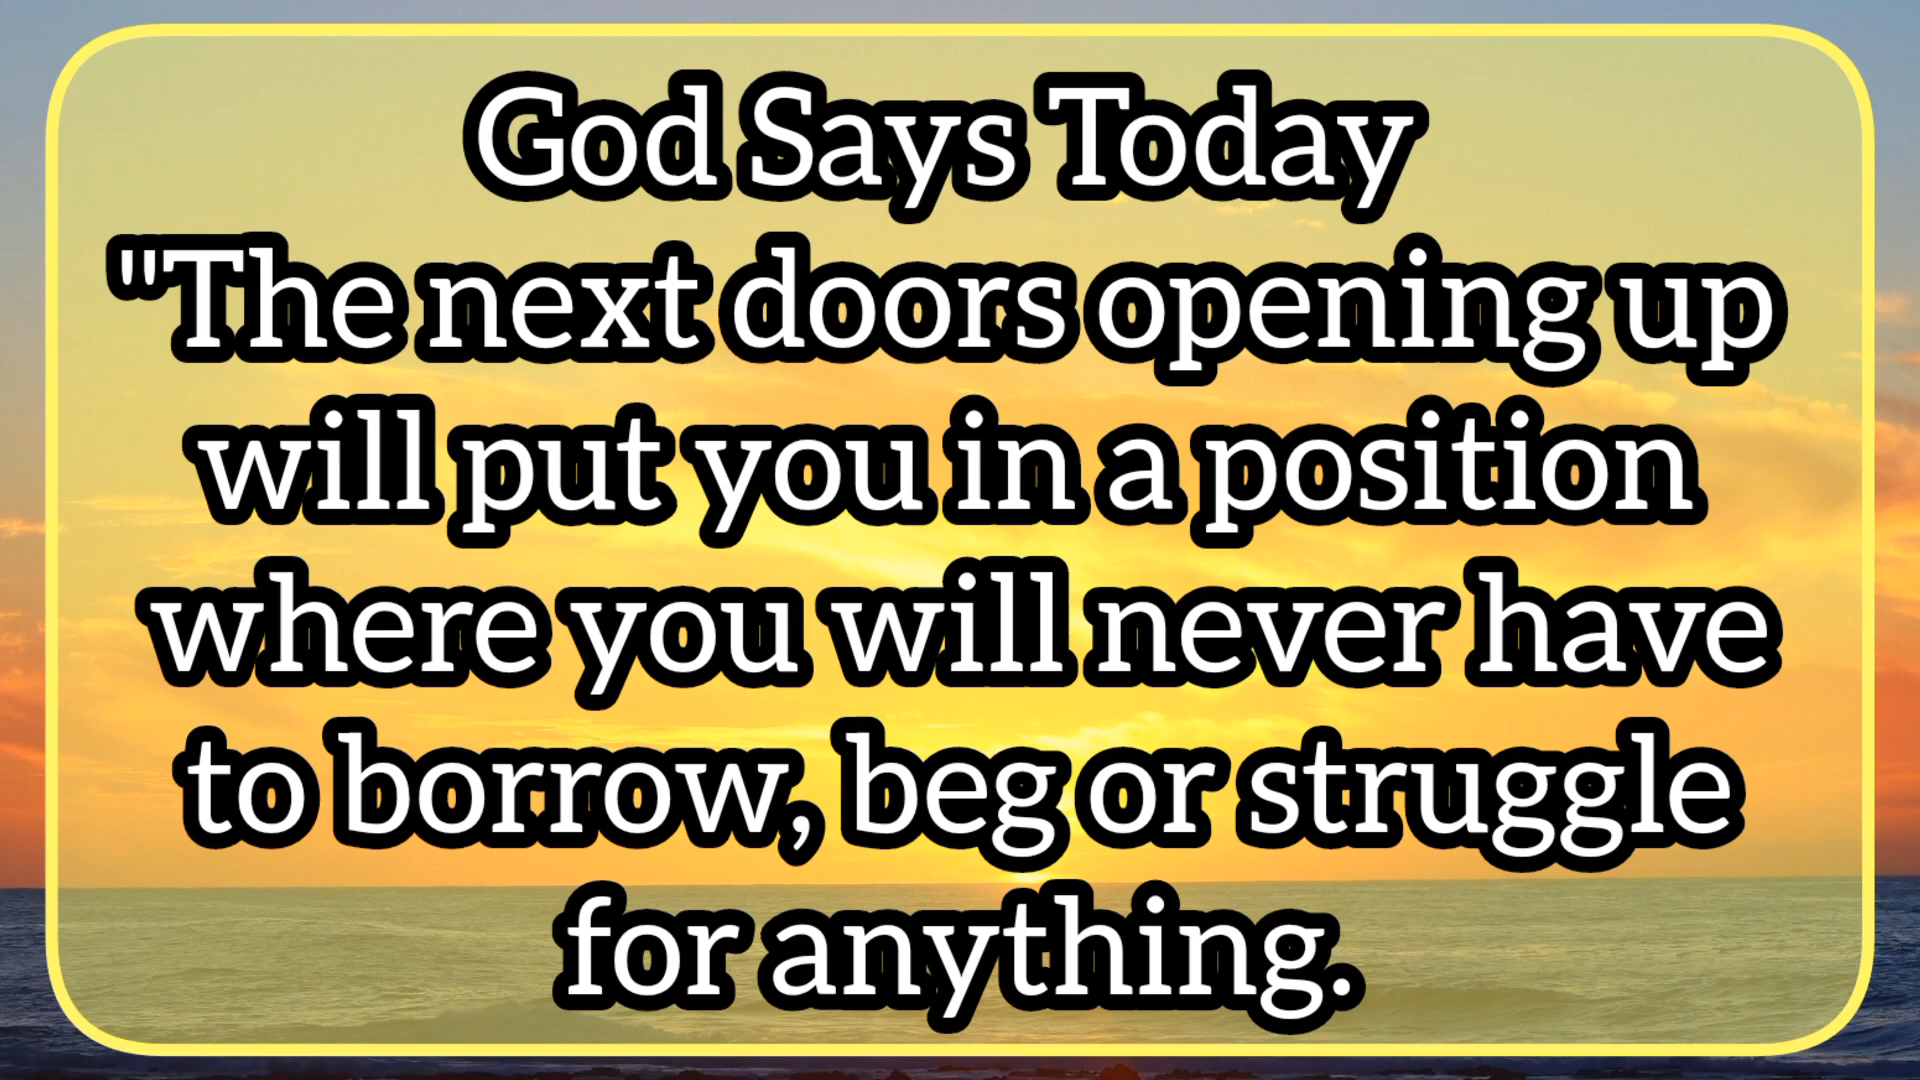 God Says Today
"The next doors opening up
will put you in a position
where you will never have
to borrow, beg or struggle
for anything.